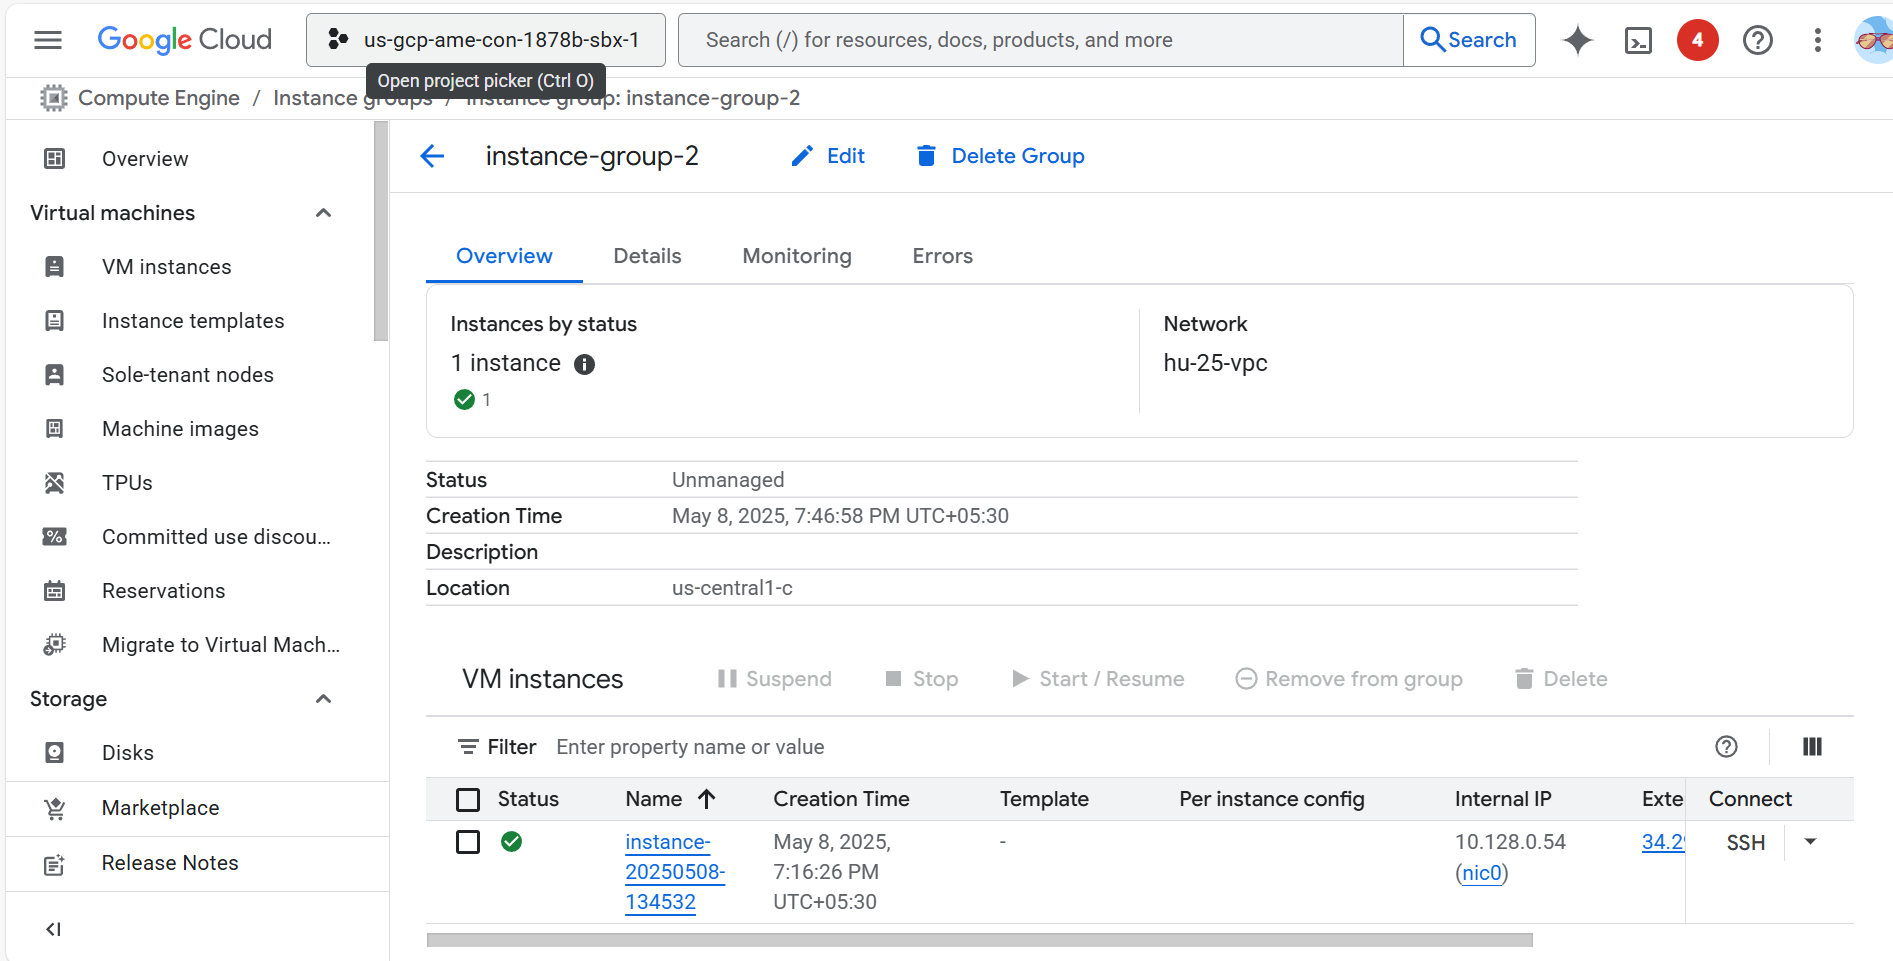 Google Cloud
us-gcp-ame-con-1878b-sbx-1
Search (/) for resources, docs, products, and more
Search
4
Open project picker (Ctrl O)
Compute Engine / Instance groups / Instance group: instance-group-2
Overview
Virtual machines
VM instances
Instance templates
Sole-tenant nodes
Machine images
TPUs
Committed use discou...
Reservations
Migrate to Virtual Mach...
Storage
Disks
Marketplace
Release Notes
instance-group-2
Edit
Delete Group
Overview Details Monitoring Errors
Instances by status
1 instance
1
Network
hu-25-vpc
Status Unmanaged
Creation Time May 8, 2025, 7:46:58 PM UTC+05:30
Description
Location us-central1-c
VM instances Suspend Stop Start / Resume Remove from group Delete
Filter Enter property name or value
Status Name Creation Time Template Per instance config Internal IP Exte Connect
instance-20250508-134532
May 8, 2025, 7:16:26 PM UTC+05:30
-
10.128.0.54 (nic0)
34.29
SSH